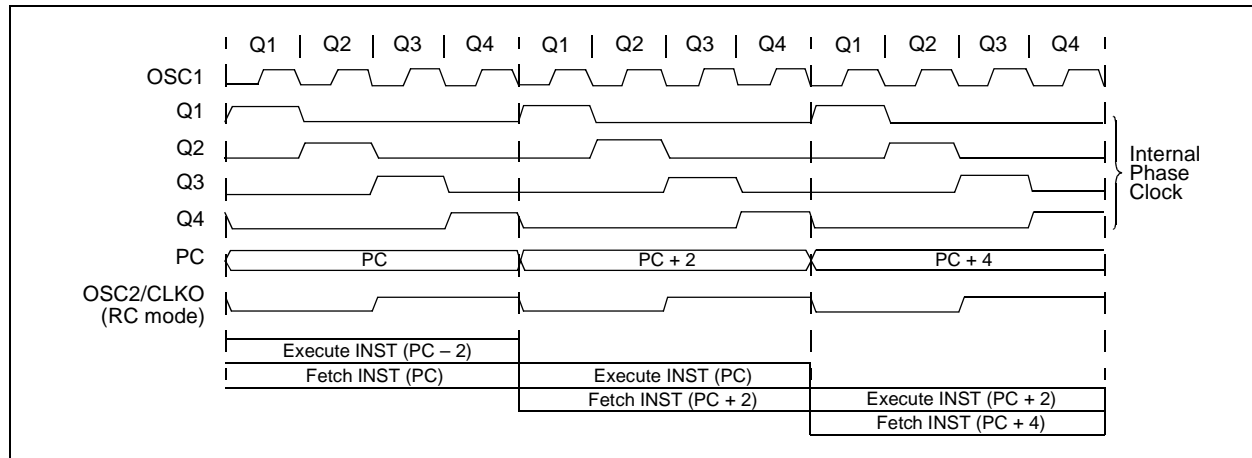 Q1 Q2 Q3 Q4 Q1 Q2 Q3 Q4 Q1 Q2 Q3 Q4
OSC1
Q1
Q2
Q3
Q4
Internal
Phase
Clock
PC PC PC + 2 PC + 4
OSC2/CLKO
(RC mode)
Execute INST (PC – 2)
Fetch INST (PC) Execute INST (PC)
Fetch INST (PC + 2) Execute INST (PC + 2)
Fetch INST (PC + 4)